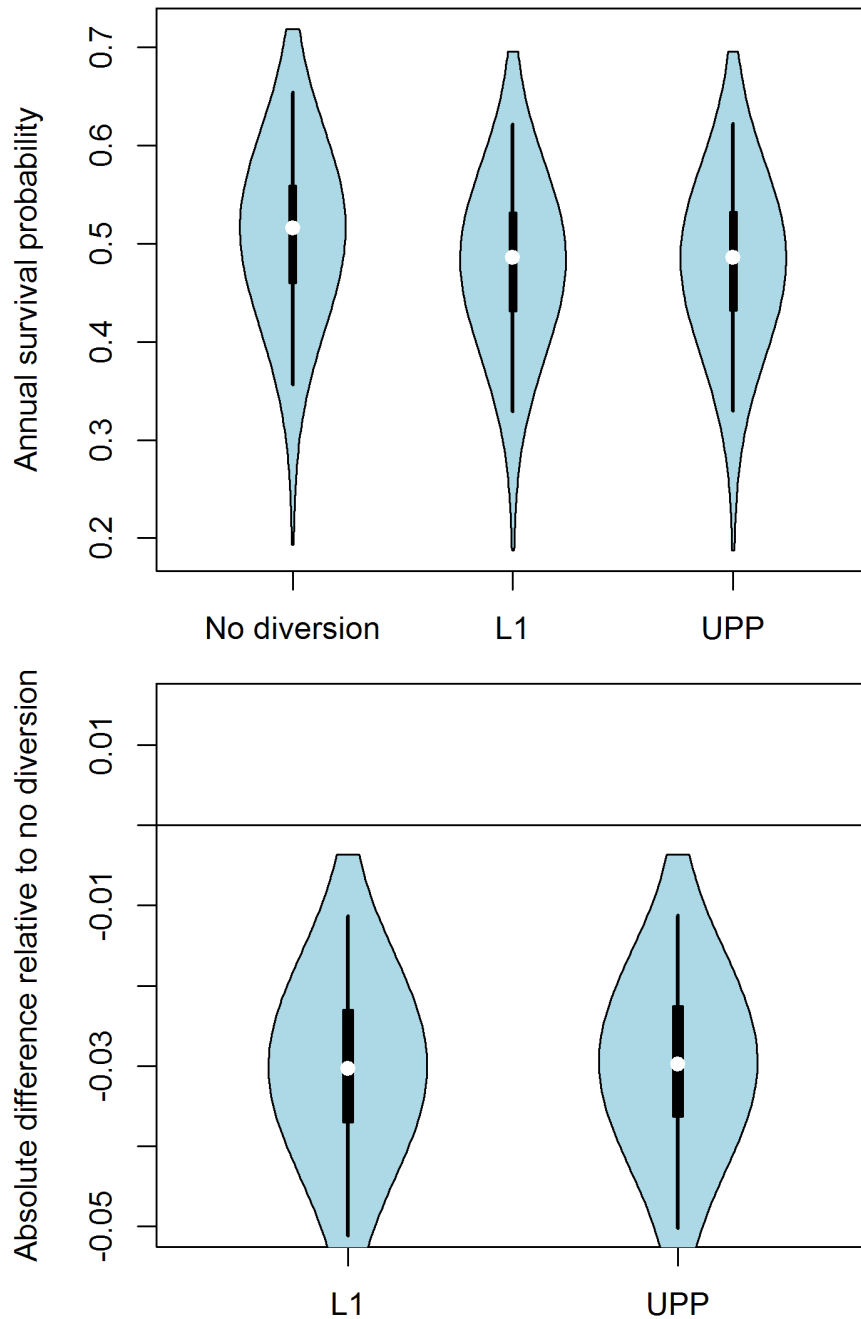 Annual survival probability
0.7
0.6
0.5
0.4
0.3
0.2
No diversion L1 UPP
Absolute difference relative to no diversion
0.01
-0.01
-0.03
-0.05
L1 UPP